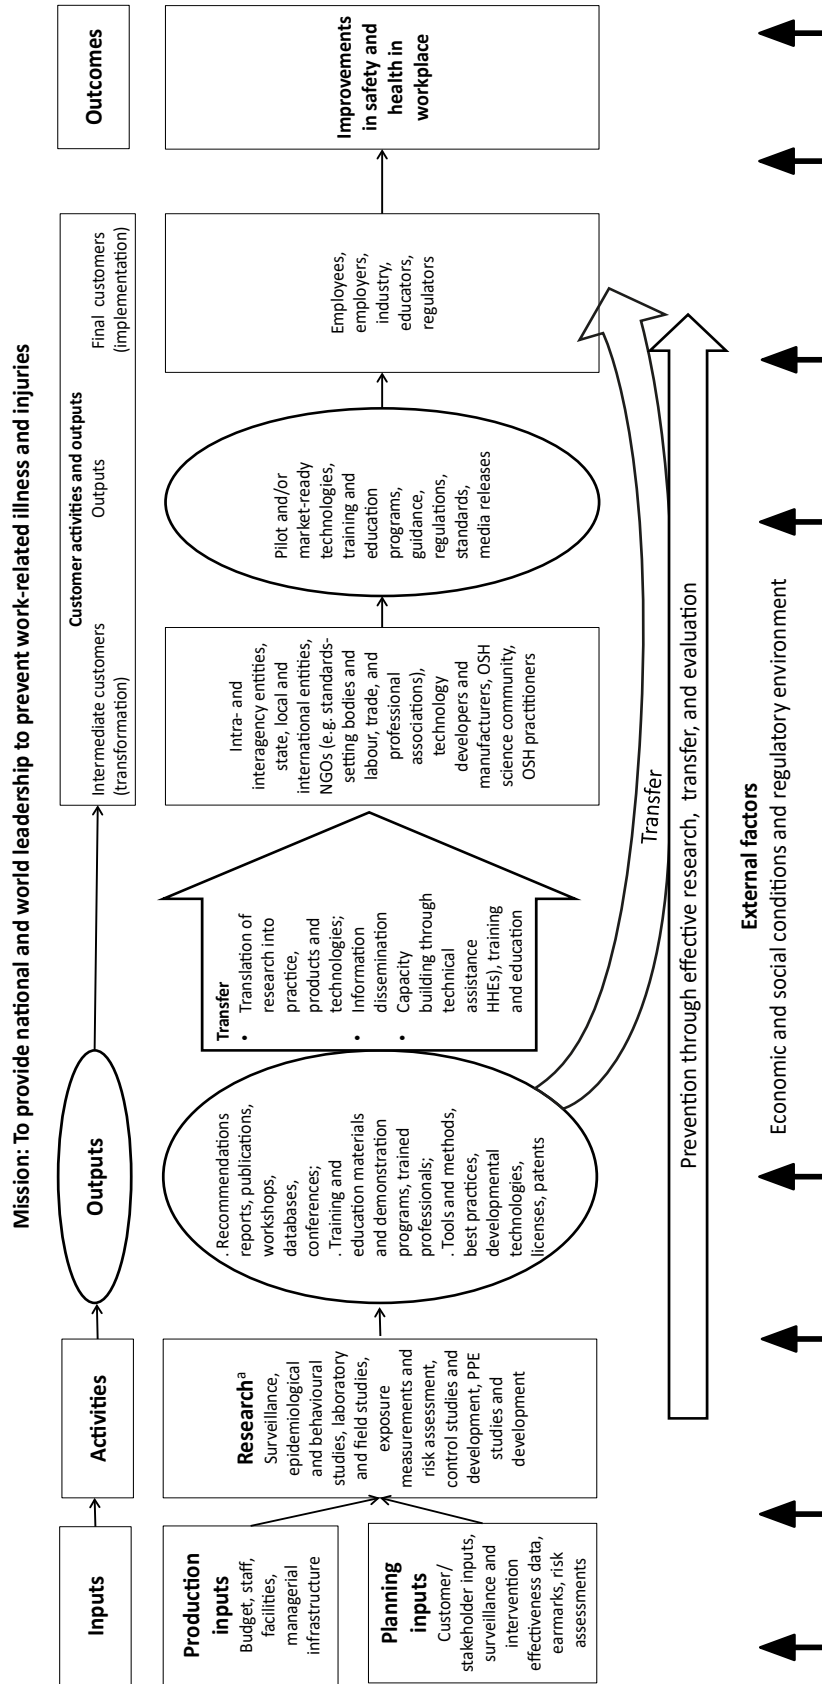 Mission: To provide national and world leadership to prevent work-related illness and injuries
Inputs
Activities
Outputs
Customer activities and outputs
Intermediate customers
(transformation)
Outputs
Final customers
(implementation)
Outcomes
Production
inputs
Budget, staff,
facilities,
managerial
infrastructure
Planning
inputs
Customer/
stakeholder inputs,
surveillance and
intervention
effectiveness data,
earmarks, risk
assessments
Researchᵃ
Surveillance,
epidemiological
and behavioural
studies, laboratory
and field studies,
exposure
measurements and
risk assessment,
control studies and
development, PPE
studies and
development
. Recommendations
reports, publications,
workshops,
databases,
conferences;
. Training and
education materials
and demonstration
programs, trained
professionals;
. Tools and methods,
best practices,
developmental
technologies,
licenses, patents
Transfer
• Translation of
research into
practice,
products and
technologies;
• Information
dissemination
• Capacity
building through
technical
assistance
HHEs), training
and education
Intra- and
interagency entities,
state, local and
international entities,
NGOs (e.g. standards-
setting bodies and
labour, trade, and
professional
associations),
technology
developers and
manufacturers, OSH
science community,
OSH practitioners
Pilot and/or
market-ready
technologies,
training and
education
programs,
guidance,
regulations,
standards,
media releases
Employees,
employers,
industry,
educators,
regulators
Improvements
in safety and
health in
workplace
Transfer
Prevention through effective research, transfer, and evaluation
External factors
Economic and social conditions and regulatory environment